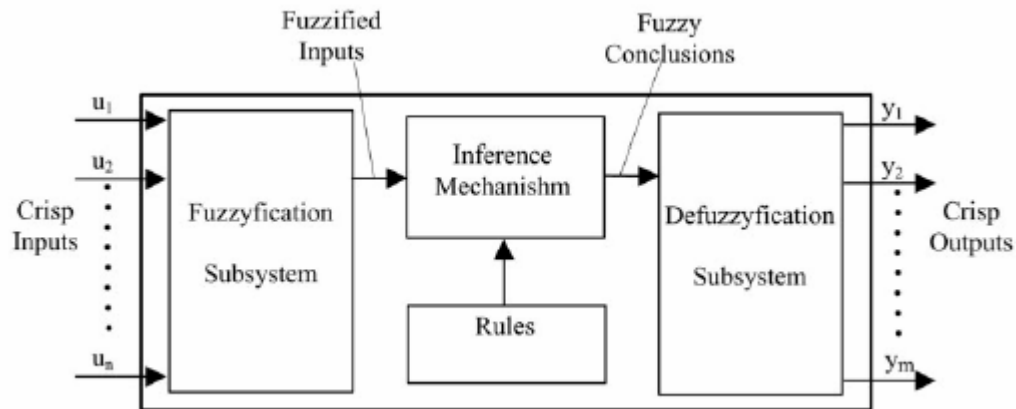 Fuzzified
Inputs
Fuzzy
Conclusions
u₁
u₂
Crisp
Inputs
uₙ
Fuzzyfication
Subsystem
Inference
Mechanishm
Rules
Defuzzyfication
Subsystem
y₁
y₂
Crisp
Outputs
yₘ